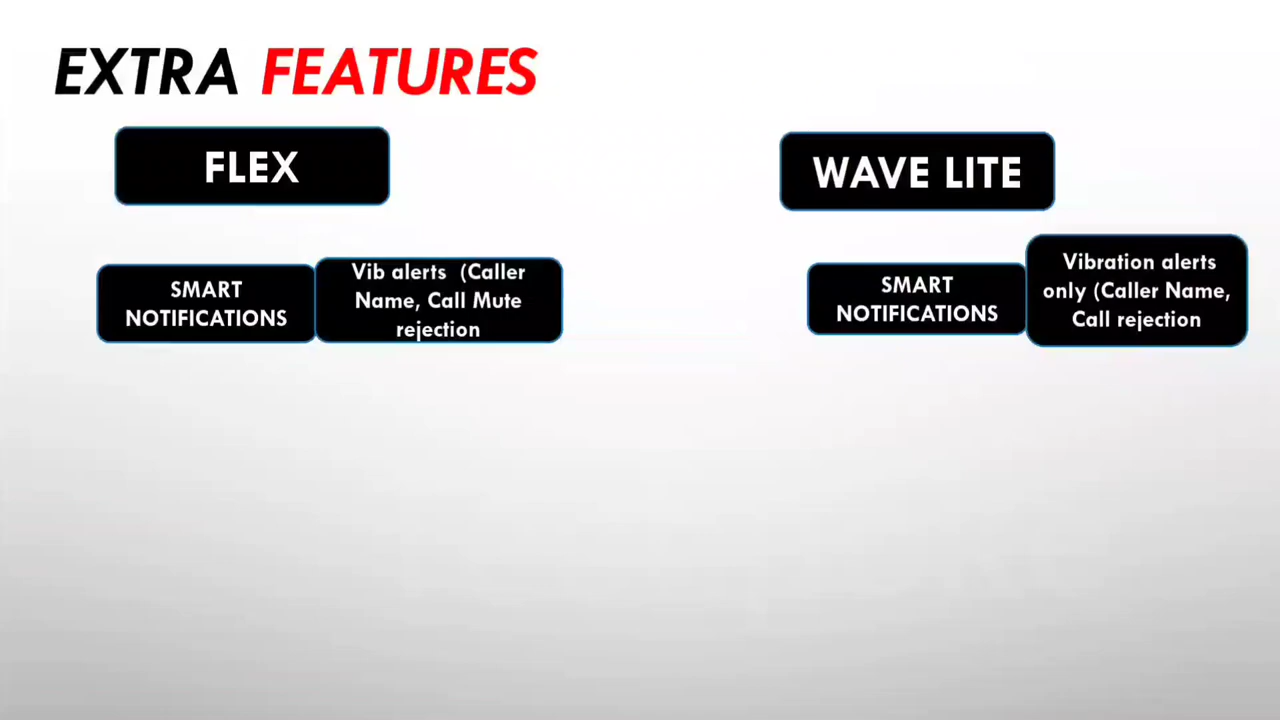 EXTRA FEATURES
FLEX
WAVE LITE
SMART
NOTIFICATIONS
Vib alerts  (Caller
Name, Call Mute
rejection
SMART
NOTIFICATIONS
Vibration alerts
only (Caller Name,
Call rejection